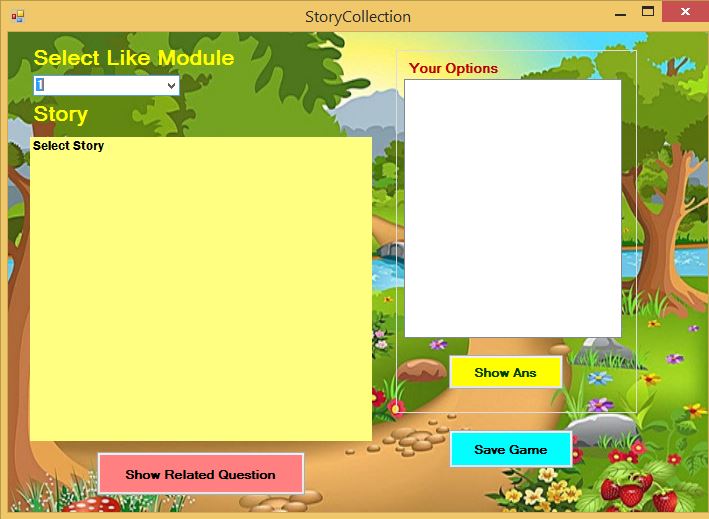 StoryCollection
Select Like Module
1
Story
Select Story
Your Options
Show Ans
Save Game
Show Related Question